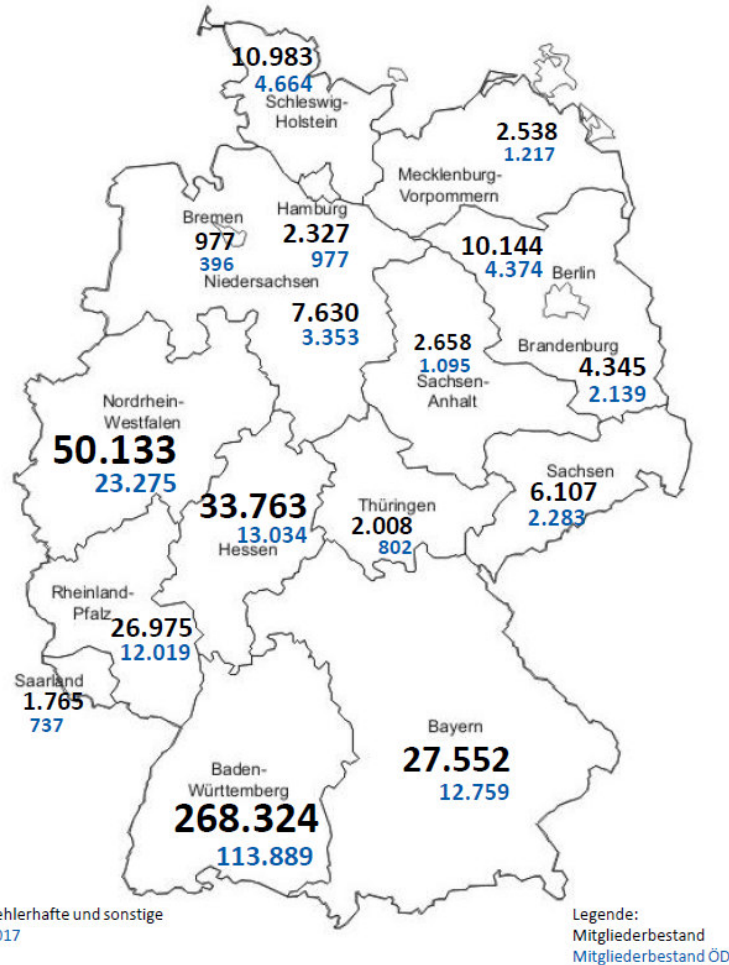 10.983
4.664
Schleswig-
Holstein
2.538
1.217
Mecklenburg-
Vorpommern
Hamburg
2.327
977
Bremen
977
396
Niedersachsen
7.630
3.353
10.144
4.374
Berlin
Brandenburg
4.345
2.139
2.658
1.095
Sachsen-
Anhalt
Nordrhein-
Westfalen
50.133
23.275
33.763
13.034
Hessen
Thüringen
2.008
802
Sachsen
6.107
2.283
Rheinland-
Pfalz
26.975
12.019
Saarland
1.765
737
Bayern
27.552
12.759
Baden-
Württemberg
268.324
113.889
ehlerhafte und sonstige
017
Legende:
Mitgliederbestand
Mitgliederbestand ÖD